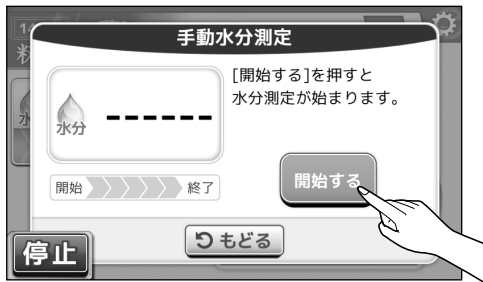 手動水分測定
[開始する]を押すと
水分測定が始まります。
水分 ------
開始 終了
開始する
もどる
停止